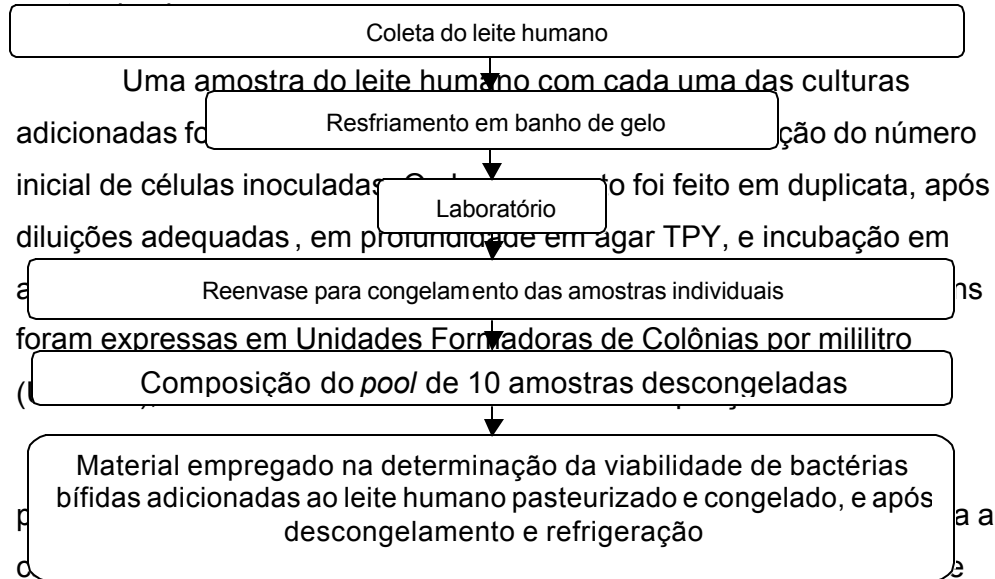 Coleta do leite humano
Uma amostra do leite humano com cada uma das culturas
Resfriamento em banho de gelo
adicionadas ção do número
inicial de células inoculadas to foi feito em duplicata, após
Laboratório
diluições adequadas, em profundidade em ágar TPY, e incubação em
Reenvase para congelamento das amostras individuais
foram expressas em Unidades Formadoras de Colônias por mililitro
Composição do pool de 10 amostras descongeladas
Material empregado na determinação da viabilidade de bactérias
bífidas adicionadas ao leite humano pasteurizado e congelado, e após
descongelamento e refrigeração
a a